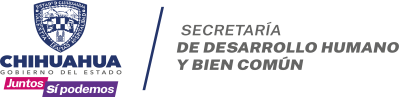 CHIHUAHUA
GOBIERNO DEL ESTADO
Juntos
Sí podemos
SECRETARÍA
DE DESARROLLO HUMANO
Y BIEN COMÚN